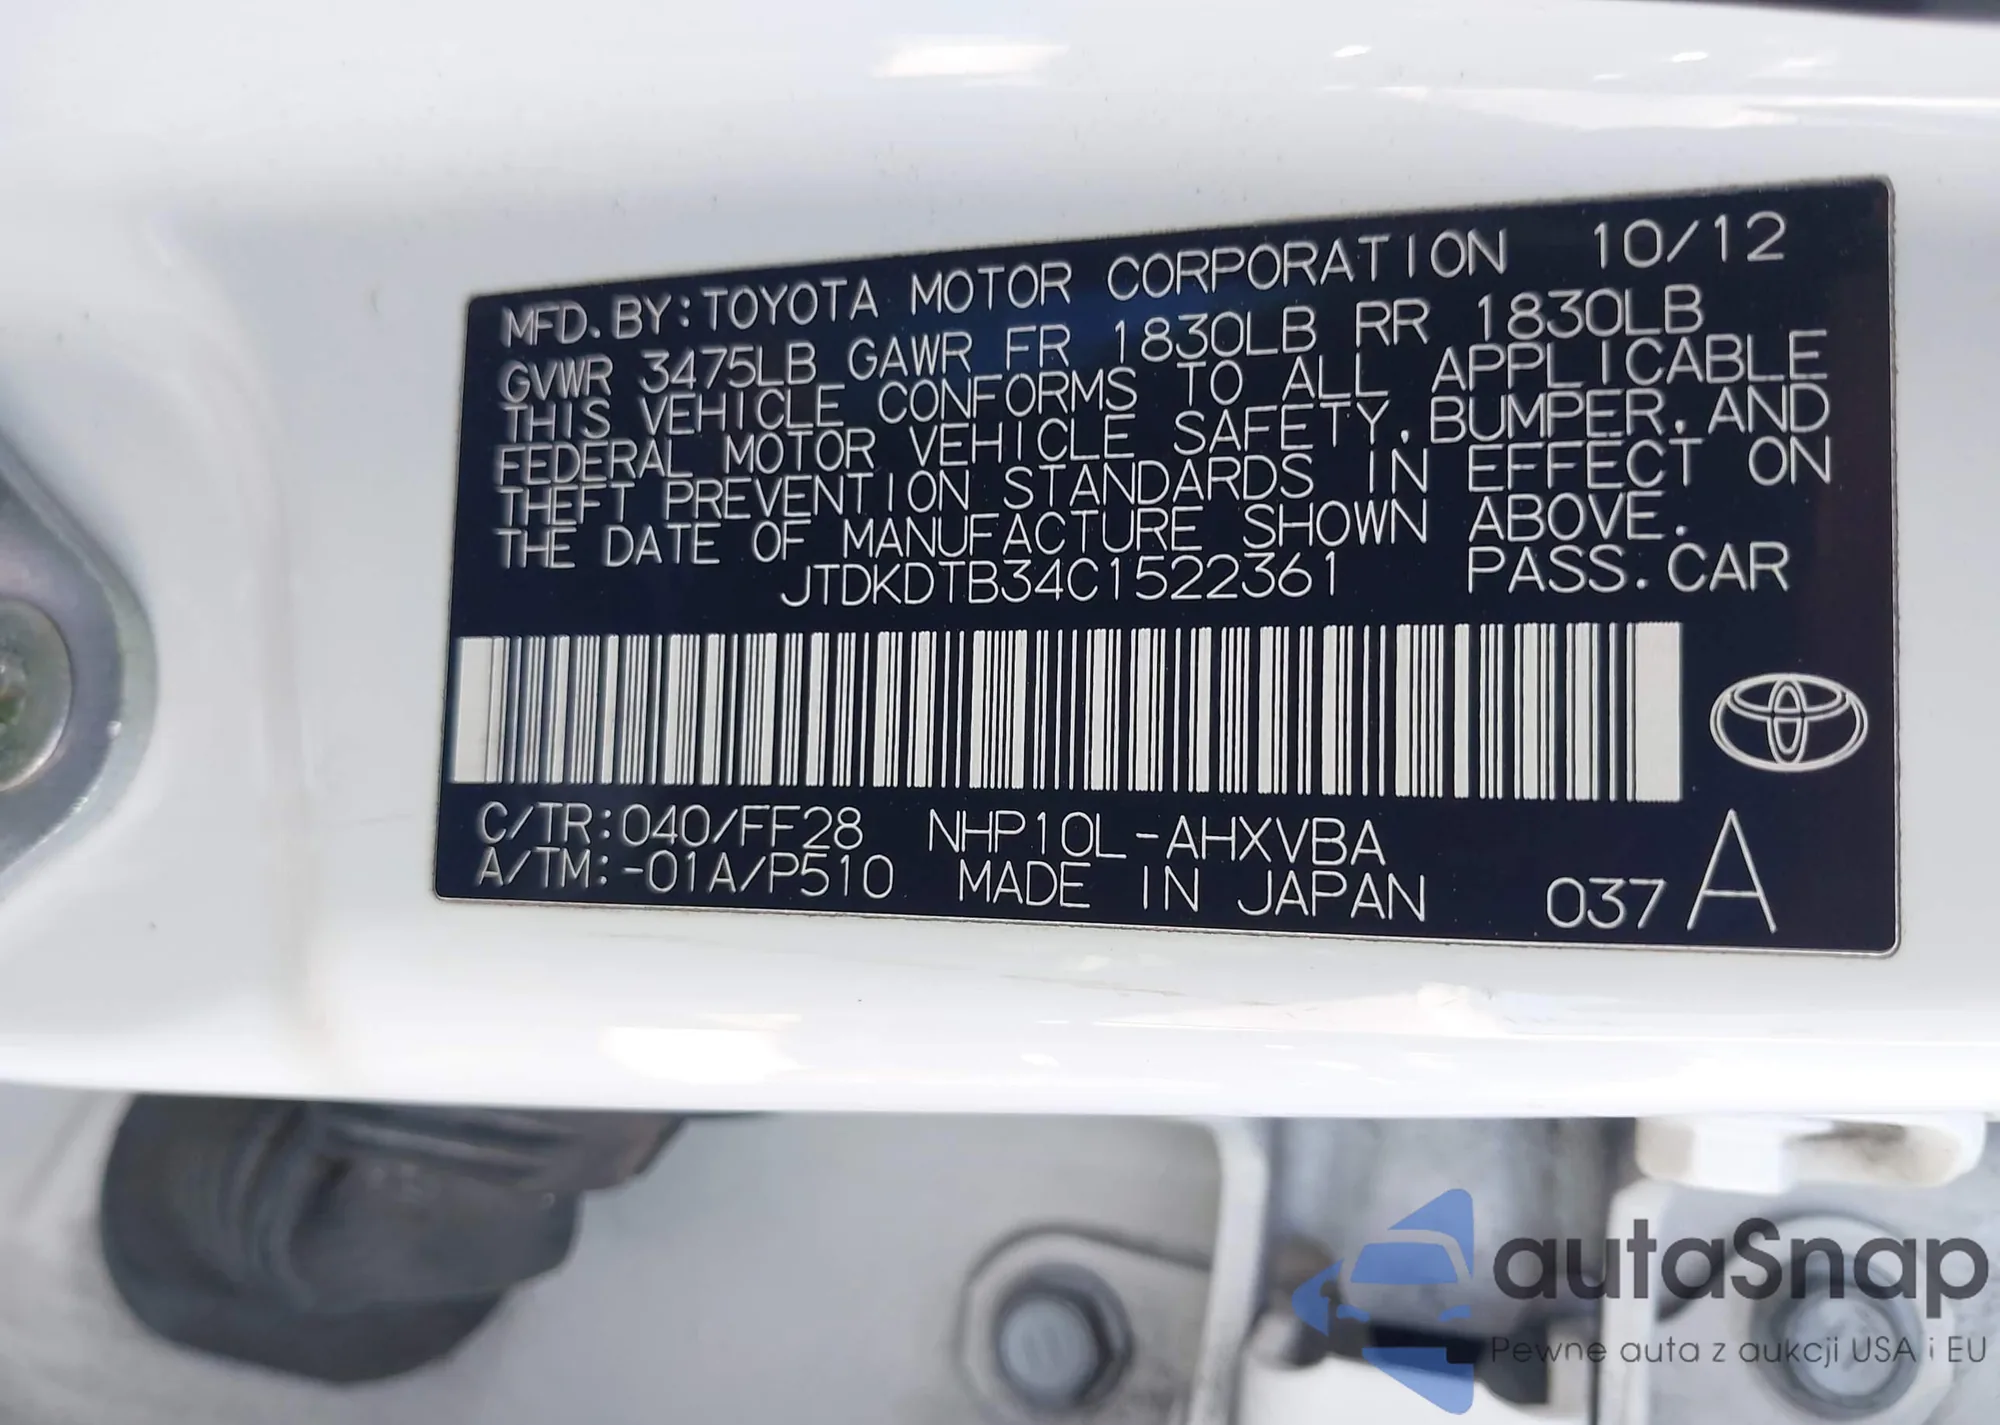 MFD. BY: TOYOTA MOTOR CORPORATION 10/12
GVWR 3475LB GAWR FR 1830LB RR 1830LB
THIS VEHICLE CONFORMS TO ALL APPLICABLE
FEDERAL MOTOR VEHICLE SAFETY, BUMPER, AND
THEFT PREVENTION STANDARDS IN EFFECT ON
THE DATE OF MANUFACTURE SHOWN ABOVE.
JTDKDTB34C1522361 PASS. CAR
C/TR: 040/FF28 NHP10L-AHXVBA
A/TM: -01A/P510 MADE IN JAPAN 037 A
autaSnap
Pewne auta z aukcji USA i EU